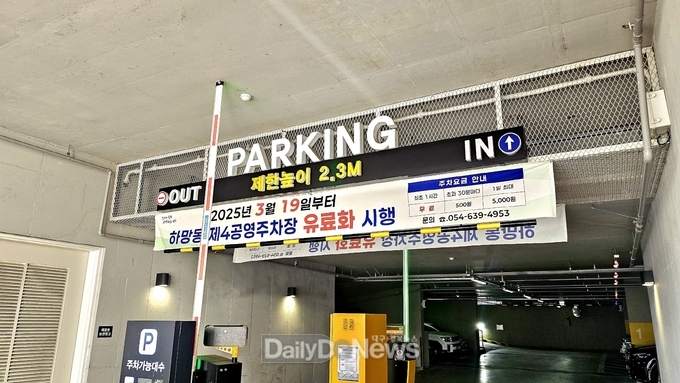 PARKING
OUT
제한높이 2.3M
IN
2025년 3월 19일부터
하망동 제4공영주차장 유료화 시행
주차요금 안내
최초 1시간 초과 30분마다 1일 최대
무료 500원 5,000원
문의 ☎ 054-639-4953
P
주차가능대수
DailyDGNews